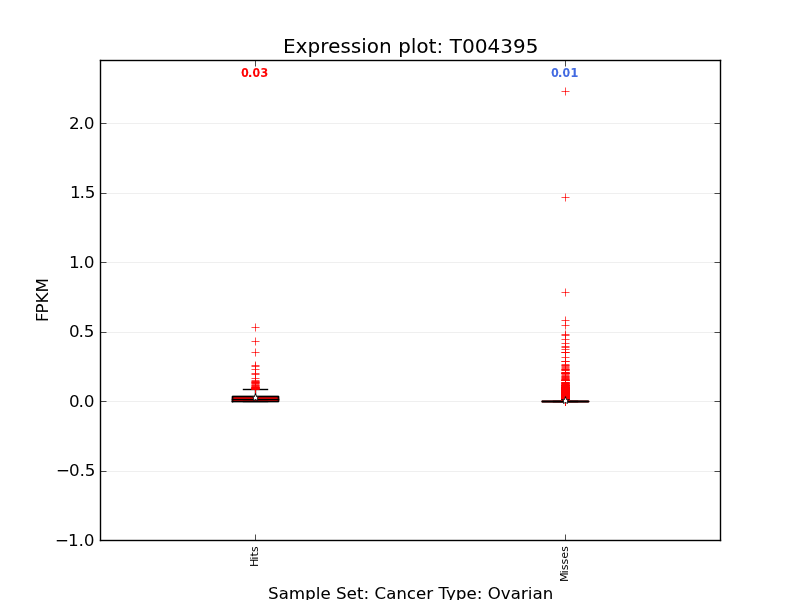 Expression plot: T004395
0.03
0.01
2.0
1.5
1.0
0.5
0.0
−0.5
−1.0
FPKM
Hits
Misses
Sample Set: Cancer Type: Ovarian